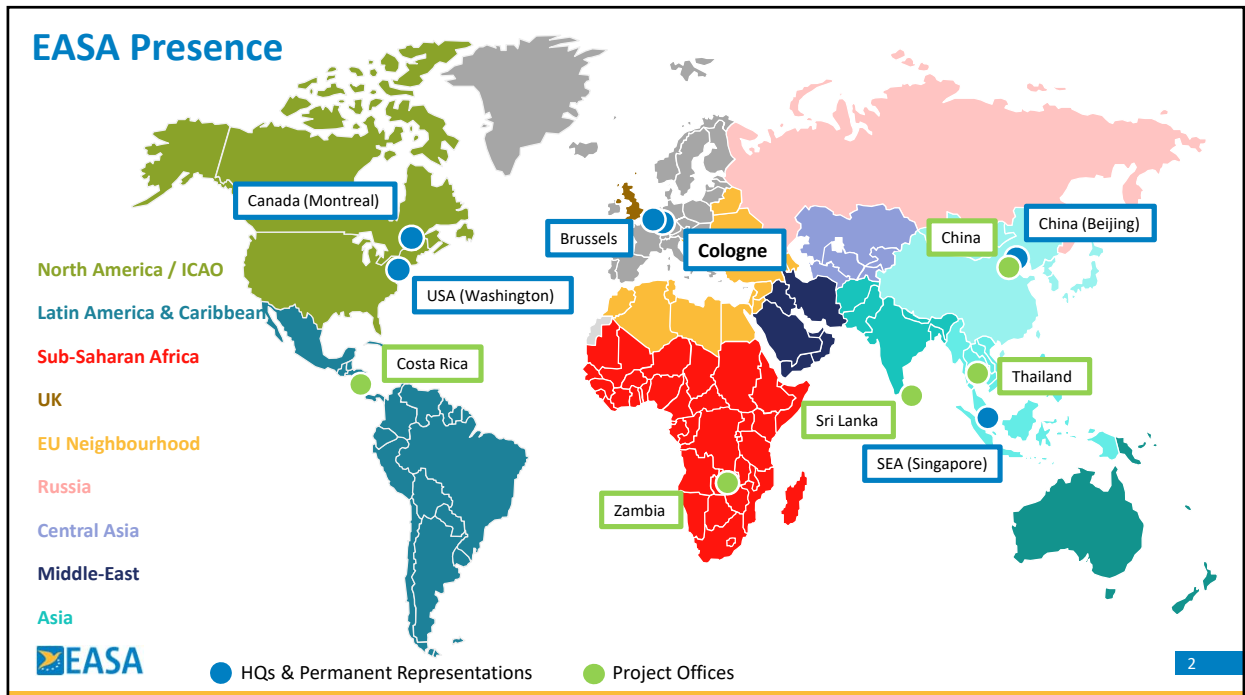 EASA Presence
Canada (Montreal)
Brussels
Cologne
China
China (Beijing)
North America / ICAO
USA (Washington)
Latin America & Caribbean
Sub-Saharan Africa
Costa Rica
Thailand
UK
Sri Lanka
EU Neighbourhood
SEA (Singapore)
Russia
Zambia
Central Asia
Middle-East
Asia
EASA
HQs & Permanent Representations
Project Offices
2